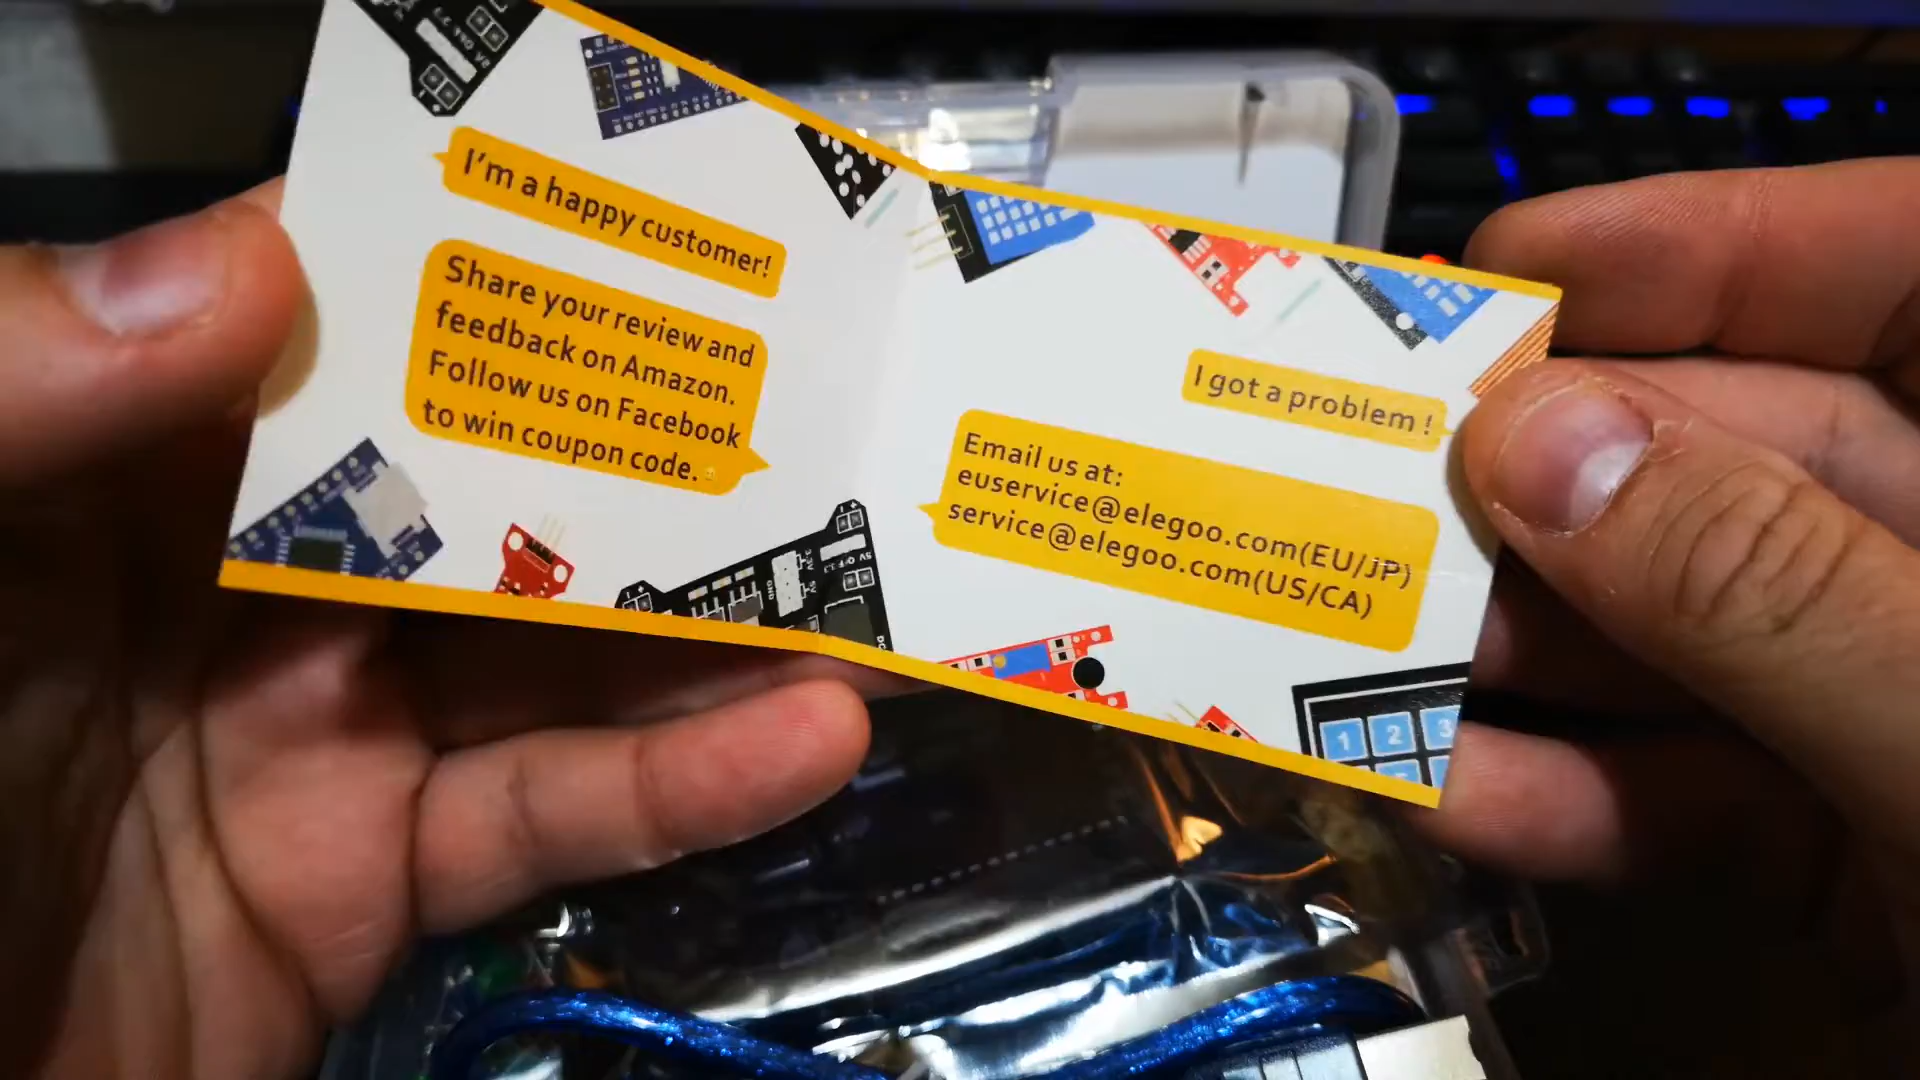 I'm a happy customer!
Share your review and
feedback on Amazon.
Follow us on Facebook
to win coupon code.
I got a problem !
Email us at:
euservice@elegoo.com(EU/JP)
service@elegoo.com(US/CA)
1 2 3